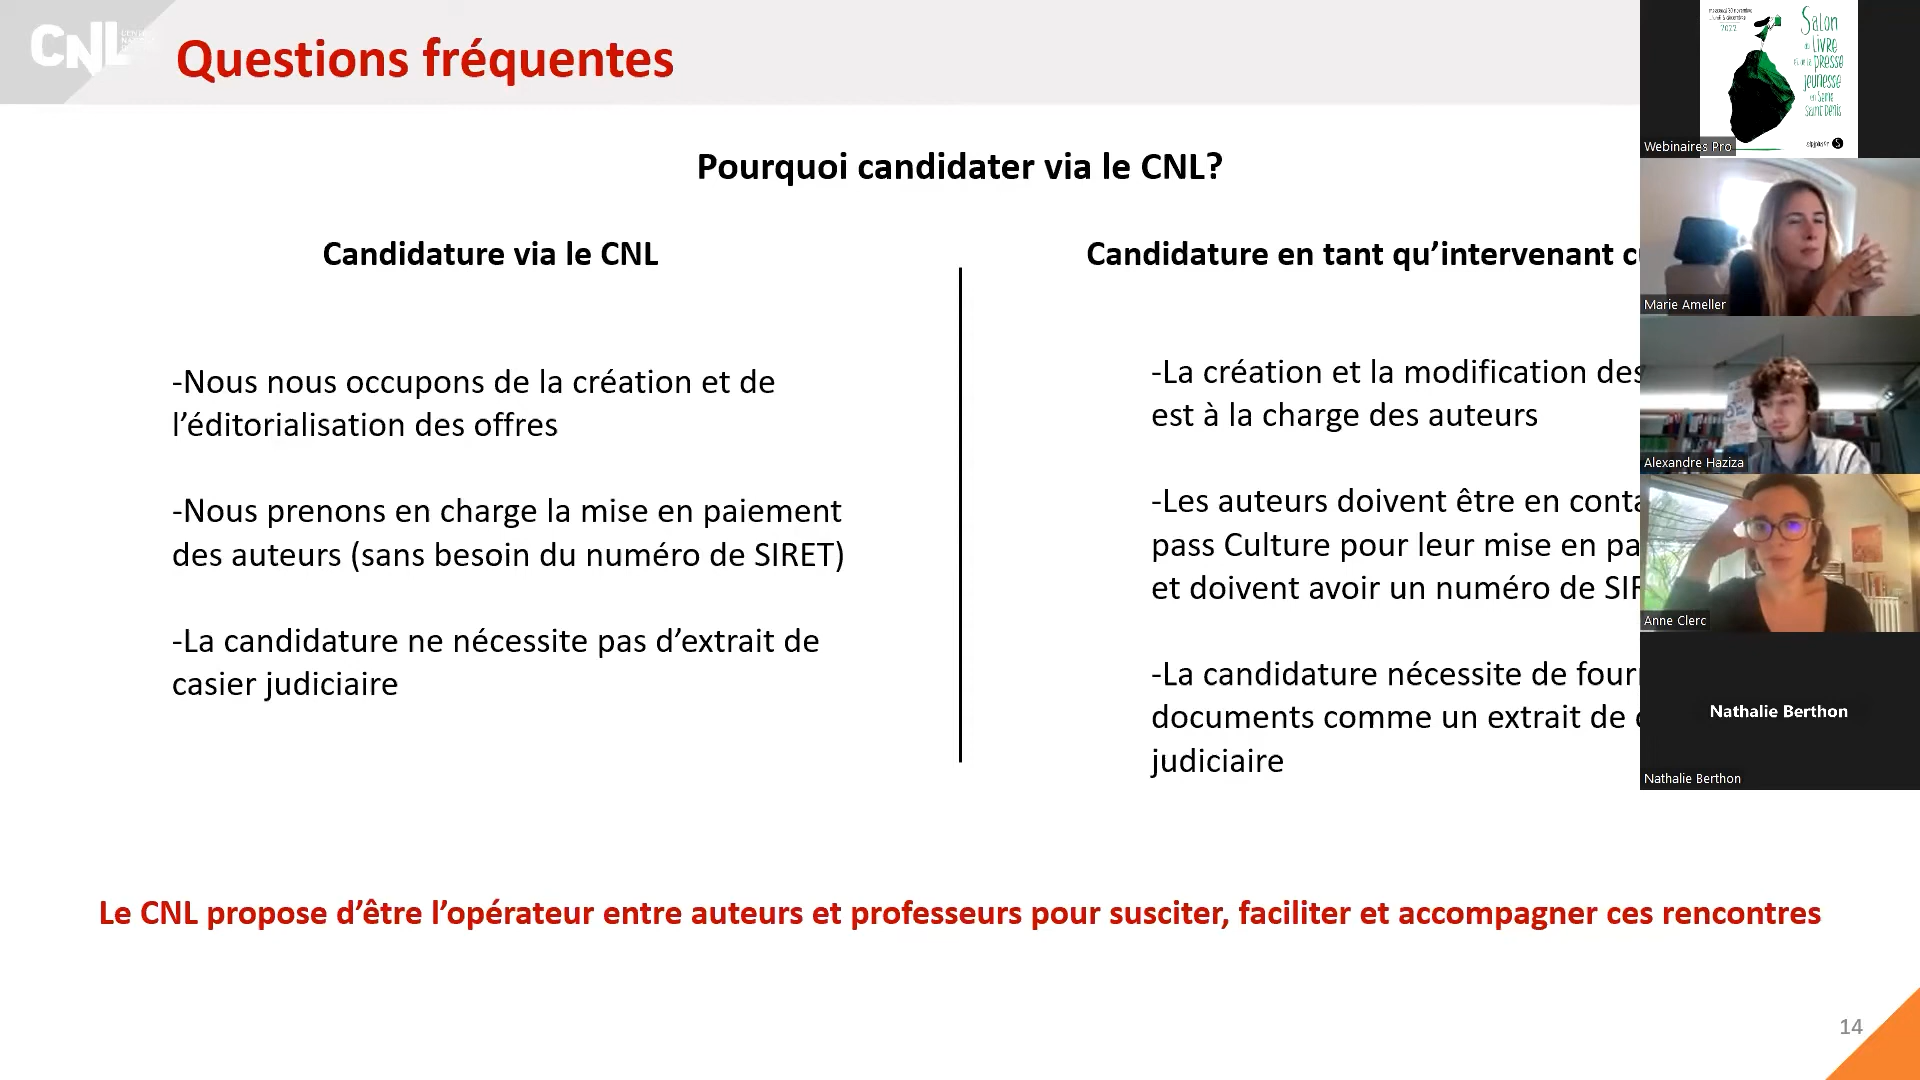 CNL
Questions fréquentes
Pourquoi candidater via le CNL?
Candidature via le CNL
-Nous nous occupons de la création et de
l’éditorialisation des offres
-Nous prenons en charge la mise en paiement
des auteurs (sans besoin du numéro de SIRET)
-La candidature ne nécessite pas d’extrait de
casier judiciaire
Candidature en tant qu’intervenant
-La création et la modification des
est à la charge des auteurs
-Les auteurs doivent être en
pass Culture pour leur mise en
et doivent avoir un numéro de
-La candidature nécessite de
documents comme un extrait de
judiciaire
Le CNL propose d’être l’opérateur entre auteurs et professeurs pour susciter, faciliter et accompagner ces rencontres
14
2022
Salon
livre
presse
jeunesse
Saint-Denis
Webinaires Pro
Marie Ameller
Alexandre Haziza
Anne Clerc
Nathalie Berthon
Nathalie Berthon